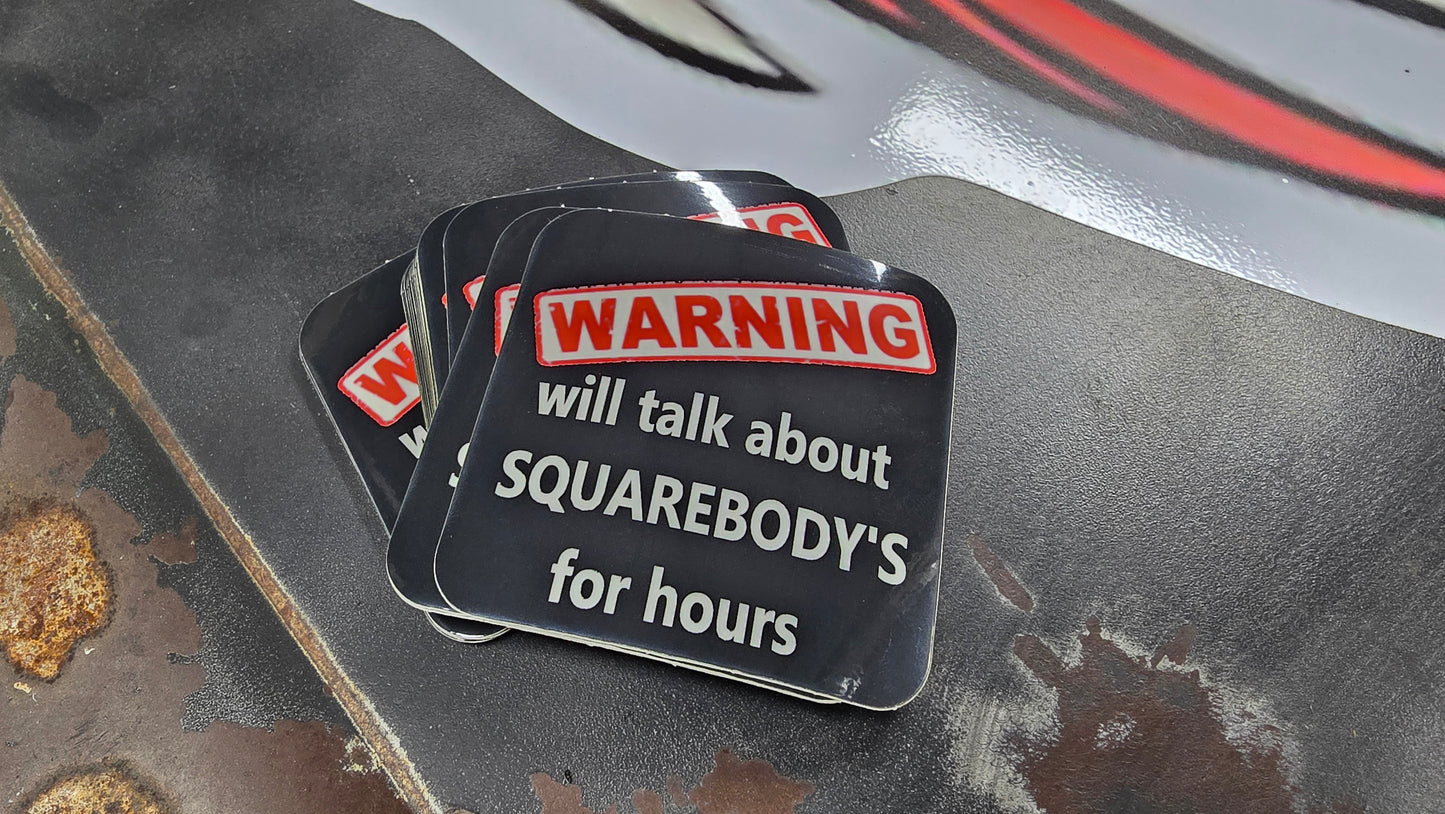 WARNING
will talk about
SQUAREBODY'S
for hours